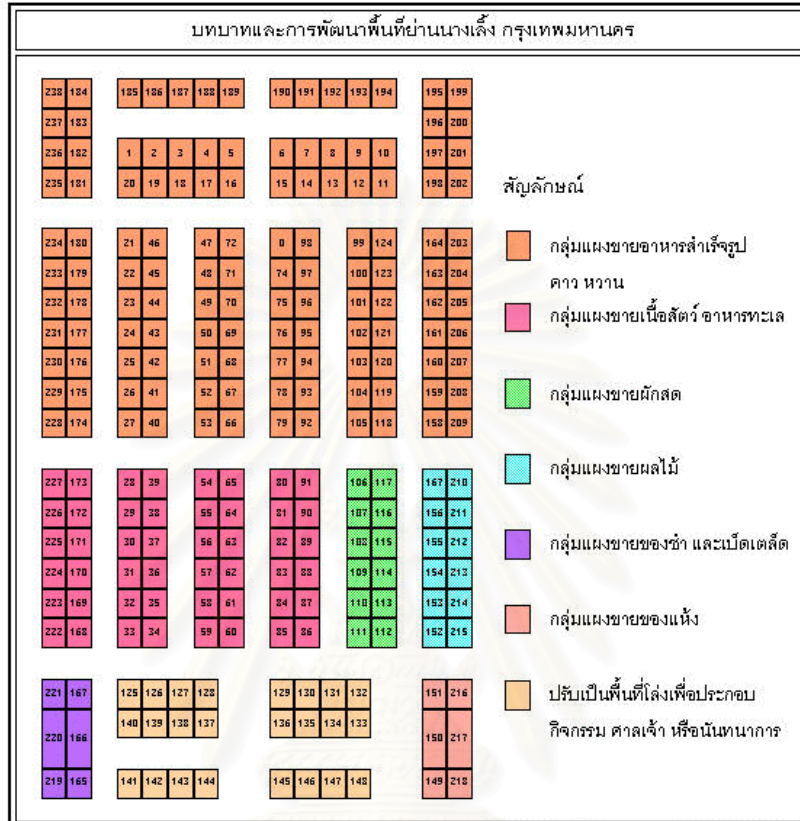 บทบาทและการพัฒนาพื้นที่ย่านนางเลิ้ง กรุงเทพมหานคร
238 184 185 186 187 188 189 190 191 192 193 194 195 199
237 183 196 200
236 182 1 2 3 4 5 6 7 8 9 10 197 201
235 181 20 19 18 17 16 15 14 13 12 11 198 202
สัญลักษณ์
234 180 21 46 47 72 0 98 99 124 164 203
กลุ่มแผงขายอาหารสำเร็จรูป
233 179 22 45 48 71 74 97 100 123 163 204
คาว หวาน
232 178 23 44 49 70 75 96 101 122 162 205
กลุ่มแผงขายเนื้อสัตว์ อาหารทะเล
231 177 24 43 50 69 76 95 102 121 161 206
230 176 25 42 51 68 77 94 103 120 160 207
229 175 26 41 52 67 78 93 104 119 159 208
กลุ่มแผงขายผักสด
228 174 27 40 53 66 79 92 105 118 158 209
กลุ่มแผงขายผลไม้
227 173 28 39 54 65 80 91 106 117 167 210
226 172 29 38 55 64 81 90 107 116 156 211
225 171 30 37 56 63 82 89 108 115 155 212
กลุ่มแผงขายของชำ และเบ็ดเตล็ด
224 170 31 36 57 62 83 88 109 114 154 213
223 169 32 35 58 61 84 87 110 113 153 214
กลุ่มแผงขายของแห้ง
222 168 33 34 59 60 85 86 111 112 152 215
221 167 125 126 127 128 129 130 131 132 151 216
ปรับเป็นพื้นที่โล่งเพื่อประกอบ
140 139 138 137 136 135 134 133
กิจกรรม ศาลเจ้า หรือนันทนาการ
220 166 150 217
219 165 141 142 143 144 145 146 147 148 149 218